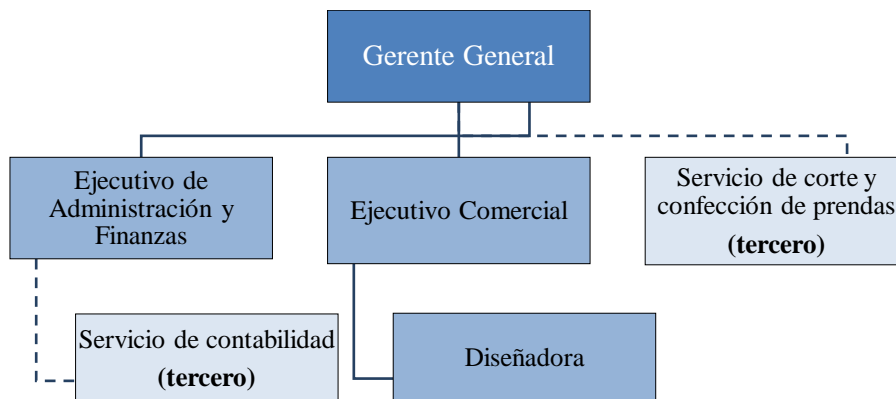 Gerente General
Ejecutivo de
Administración y
Finanzas
Ejecutivo Comercial
Servicio de corte y
confección de prendas
(tercero)
Servicio de contabilidad
(tercero)
Diseñadora